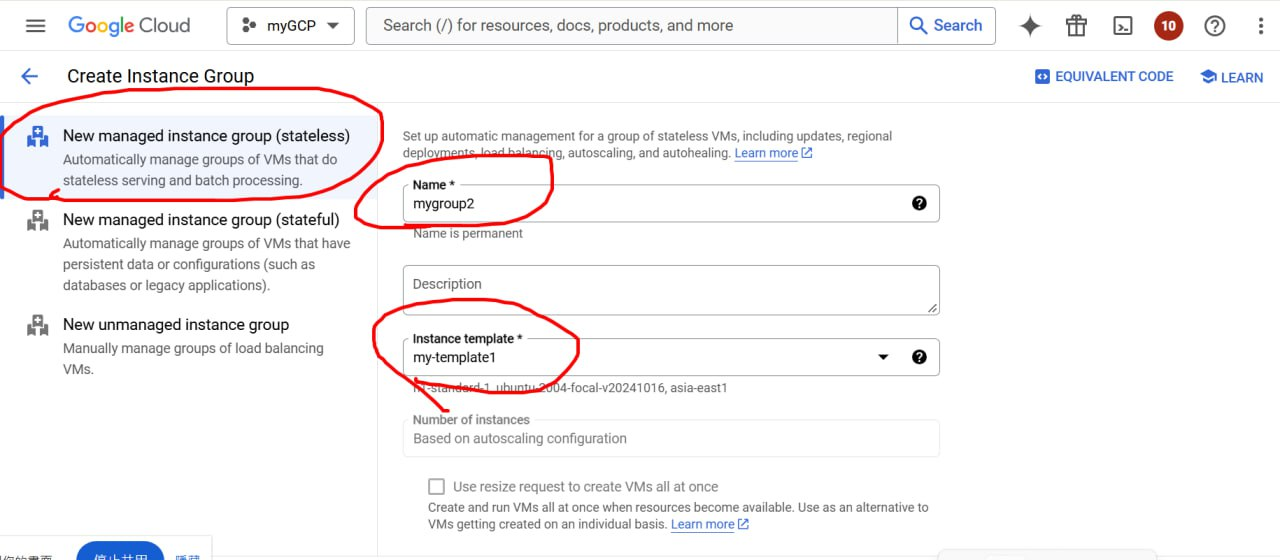 Google Cloud
myGCP
Search (/) for resources, docs, products, and more
Search
10
Create Instance Group
EQUIVALENT CODE
LEARN
New managed instance group (stateless)
Automatically manage groups of VMs that do
stateless serving and batch processing.
New managed instance group (stateful)
Automatically manage groups of VMs that have
persistent data or configurations (such as
databases or legacy applications).
New unmanaged instance group
Manually manage groups of load balancing
VMs.
Set up automatic management for a group of stateless VMs, including updates, regional
deployments, load balancing, autoscaling, and autohealing. Learn more
Name *
mygroup2
Name is permanent
Description
Instance template *
my-template1
n1-standard-1, ubuntu-2004-focal-v20241016, asia-east1
Number of instances
Based on autoscaling configuration
Use resize request to create VMs all at once
Create and run VMs all at once when resources become available. Use as an alternative to
VMs getting created on an individual basis. Learn more
停止共用
隱藏